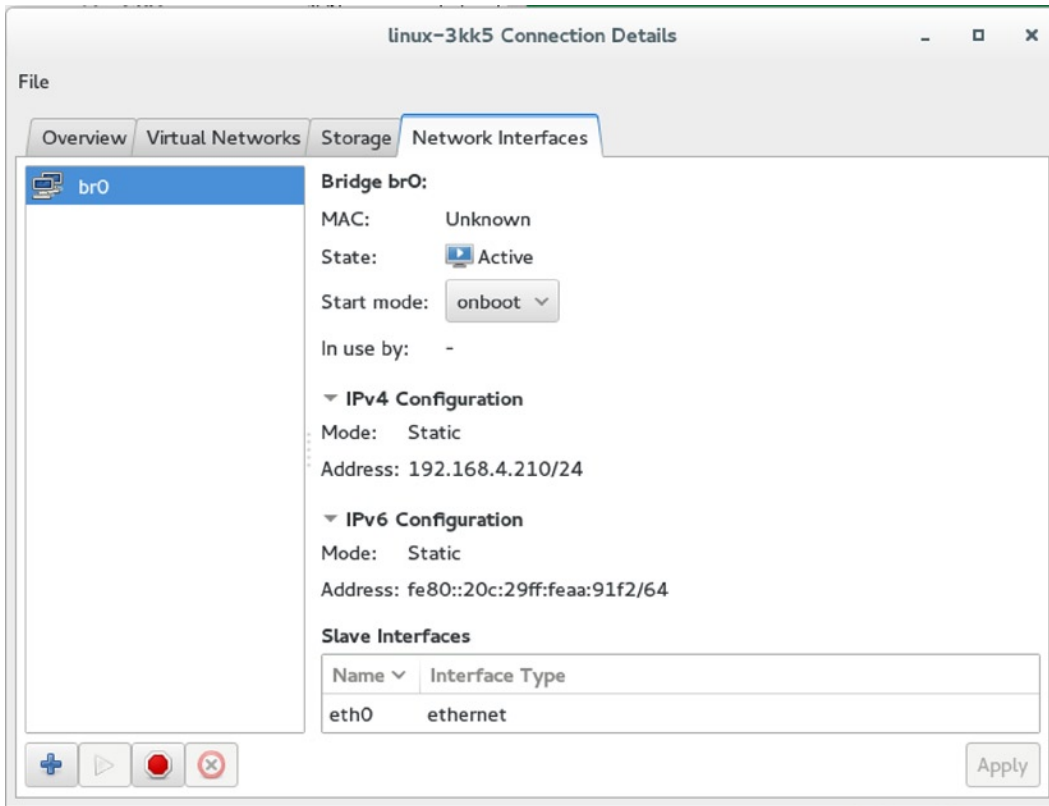 linux-3kk5 Connection Details
File
Overview Virtual Networks Storage Network Interfaces
br0
Bridge br0:
MAC: Unknown
State: Active
Start mode: onboot
In use by: -
IPv4 Configuration
Mode: Static
Address: 192.168.4.210/24
IPv6 Configuration
Mode: Static
Address: fe80::20c:29ff:feaa:91f2/64
Slave Interfaces
Name Interface Type
eth0 ethernet
Apply